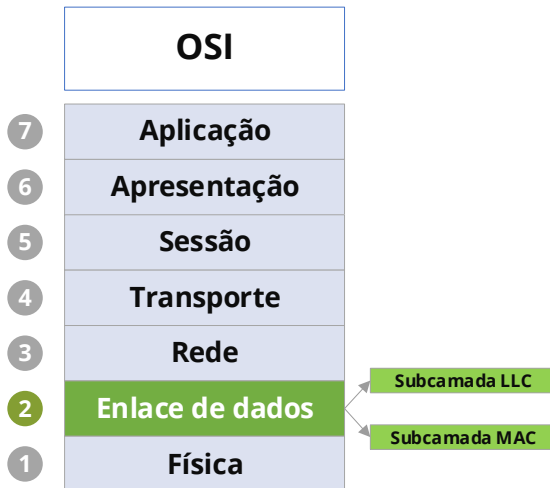 OSI
7 Aplicação
6 Apresentação
5 Sessão
4 Transporte
3 Rede
Subcamada LLC
2 Enlace de dados
Subcamada MAC
1 Física